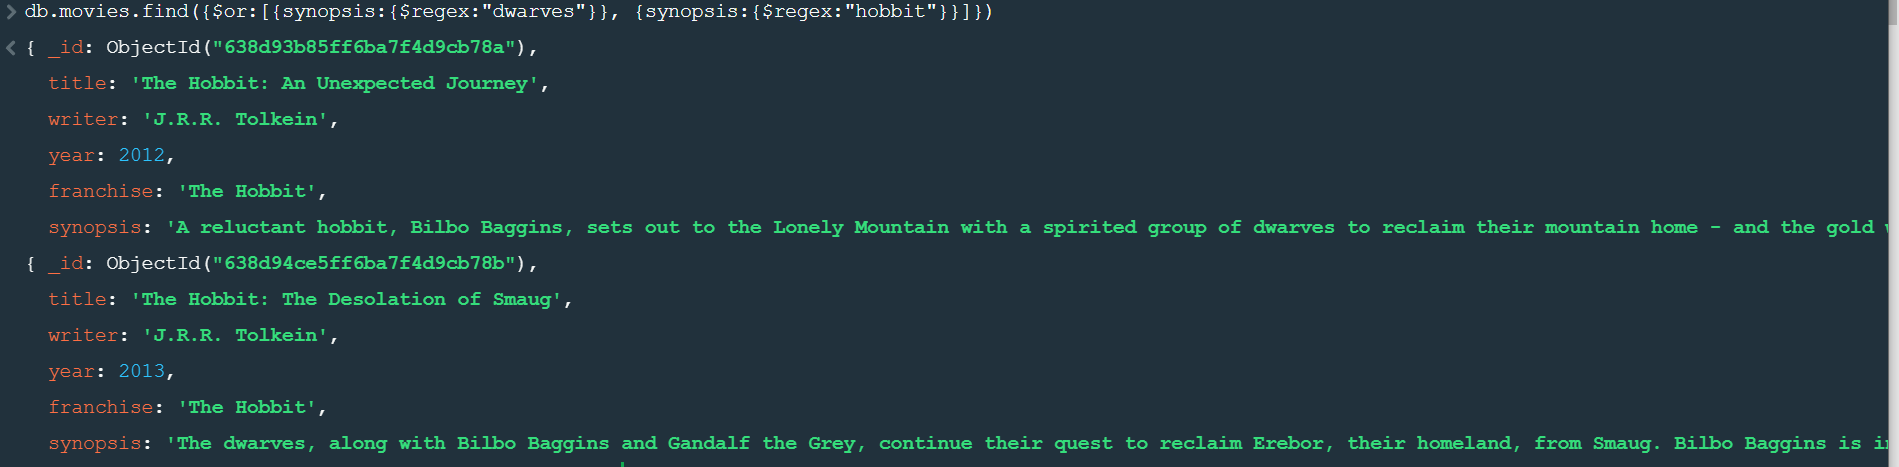 > db.movies.find({$or:[{synopsis:{$regex:"dwarves"}}, {synopsis:{$regex:"hobbit"}}]})
< { _id: ObjectId("638d93b85ff6ba7f4d9cb78a"),
title: 'The Hobbit: An Unexpected Journey',
writer: 'J.R.R. Tolkein',
year: 2012,
franchise: 'The Hobbit',
synopsis: 'A reluctant hobbit, Bilbo Baggins, sets out to the Lonely Mountain with a spirited group of dwarves to reclaim their mountain home - and the gold
{ _id: ObjectId("638d94ce5ff6ba7f4d9cb78b"),
title: 'The Hobbit: The Desolation of Smaug',
writer: 'J.R.R. Tolkein',
year: 2013,
franchise: 'The Hobbit',
synopsis: 'The dwarves, along with Bilbo Baggins and Gandalf the Grey, continue their quest to reclaim Erebor, their homeland, from Smaug. Bilbo Baggins is